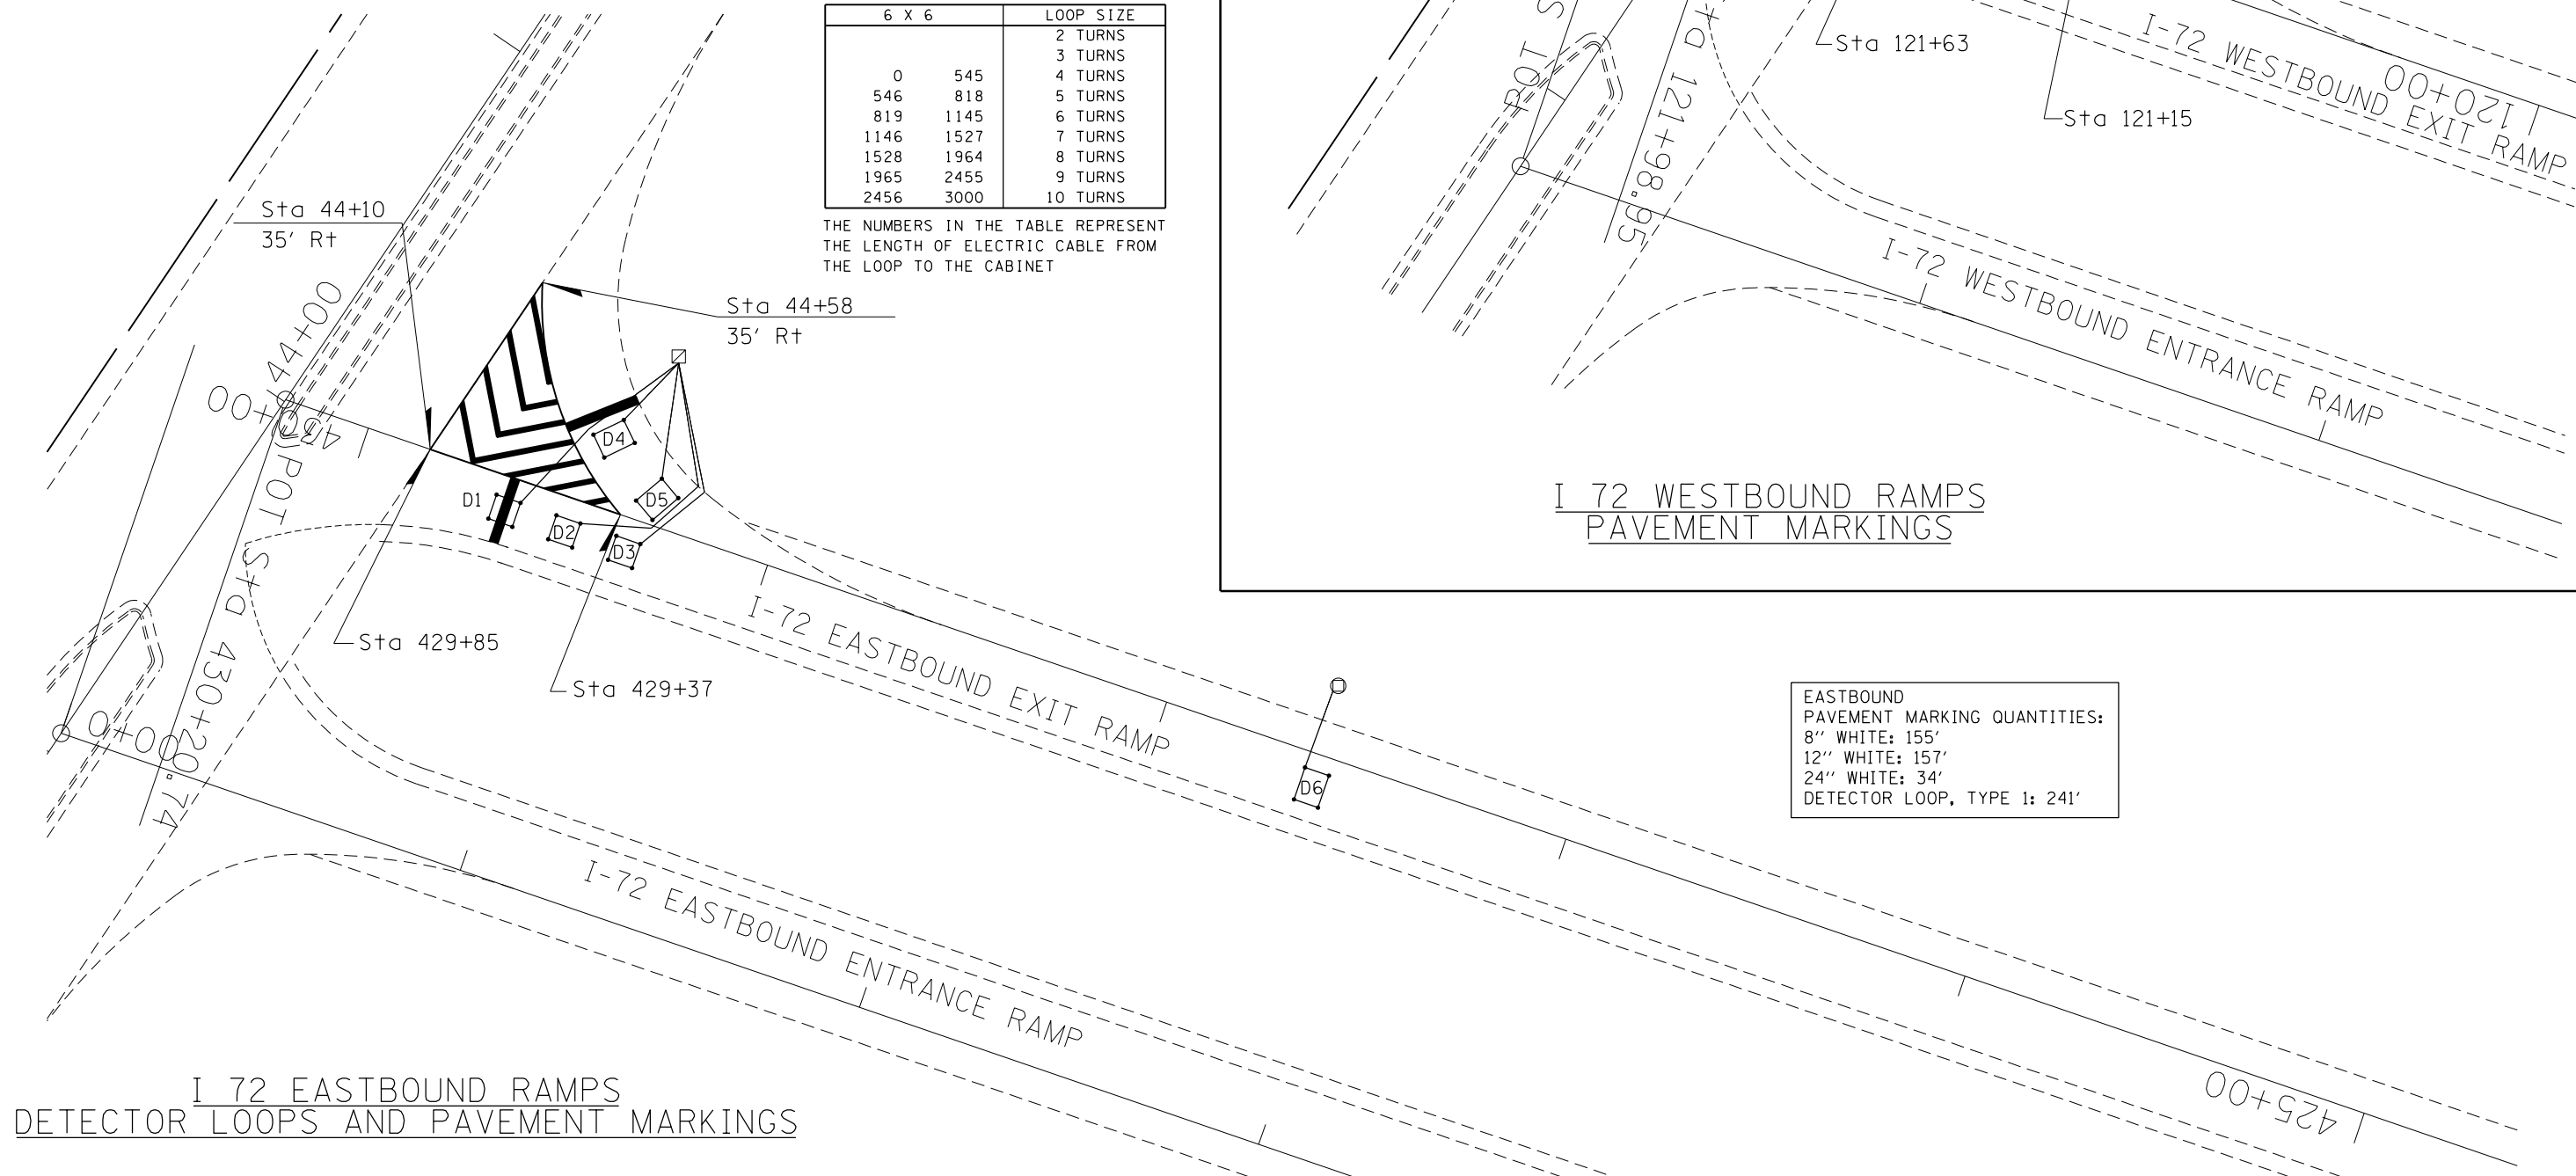 6 X 6 LOOP SIZE
2 TURNS
3 TURNS
0 545 4 TURNS
546 818 5 TURNS
819 1145 6 TURNS
1146 1527 7 TURNS
1528 1964 8 TURNS
1965 2455 9 TURNS
2456 3000 10 TURNS
THE NUMBERS IN THE TABLE REPRESENT
THE LENGTH OF ELECTRIC CABLE FROM
THE LOOP TO THE CABINET
Sta 44+10
35' Rt
Sta 44+58
35' Rt
44+00
430+00
POT Sta 430+20.74
D1
D2
D3
D4
D5
D6
Sta 429+85
Sta 429+37
0+00
I-72 EASTBOUND EXIT RAMP
I-72 EASTBOUND ENTRANCE RAMP
425+00
I 72 EASTBOUND RAMPS
DETECTOR LOOPS AND PAVEMENT MARKINGS
Sta 121+63
Sta 121+15
POT S
121+98.95
120+00
I-72 WESTBOUND EXIT RAMP
I-72 WESTBOUND ENTRANCE RAMP
I 72 WESTBOUND RAMPS
PAVEMENT MARKINGS
EASTBOUND
PAVEMENT MARKING QUANTITIES:
8'' WHITE: 155'
12'' WHITE: 157'
24'' WHITE: 34'
DETECTOR LOOP, TYPE 1: 241'